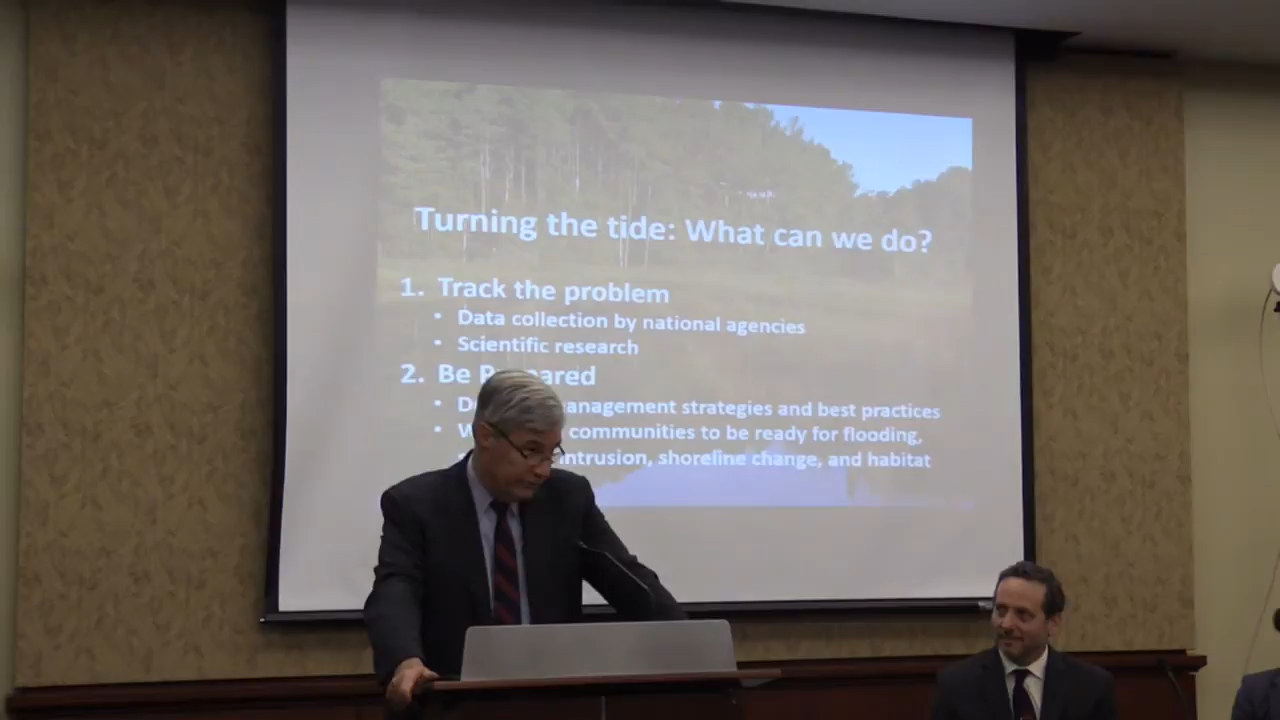 Turning the tide: What can we do?
1. Track the problem
• Data collection by national agencies
• Scientific research
2. Be Prepared
• management strategies and best practices
• communities to be ready for flooding,
intrusion, shoreline change, and habitat